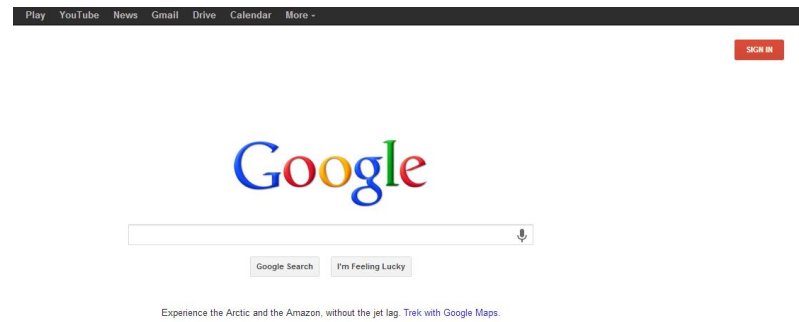 Play YouTube News Gmail Drive Calendar More
SIGN IN
Google
Google Search I'm Feeling Lucky
Experience the Arctic and the Amazon, without the jet lag. Trek with Google Maps.